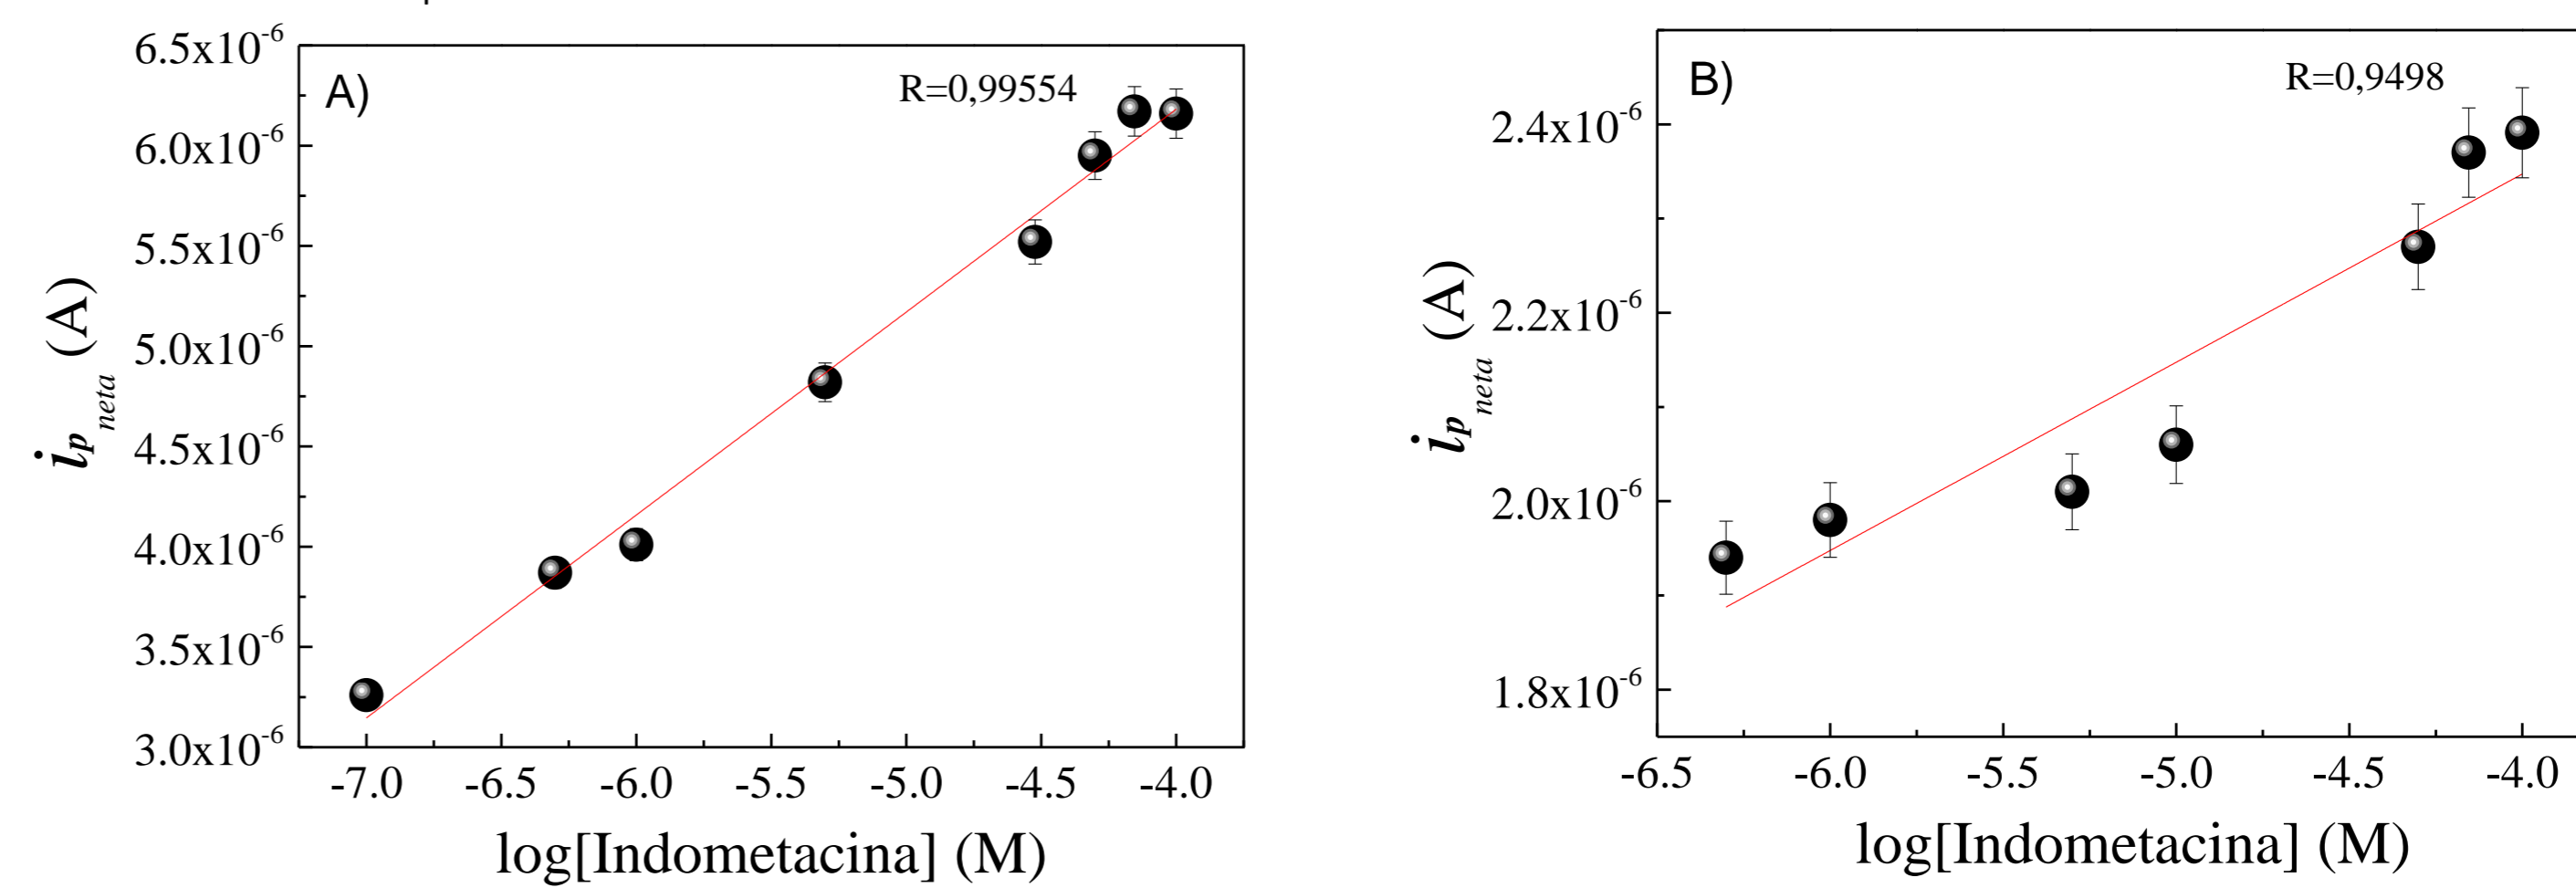 A)
R=0,99554
6.5x10-6
6.0x10-6
5.5x10-6
5.0x10-6
4.5x10-6
4.0x10-6
3.5x10-6
3.0x10-6
ip neta (A)
-7.0 -6.5 -6.0 -5.5 -5.0 -4.5 -4.0
log[Indometacina] (M)
B)
R=0,9498
2.4x10-6
2.2x10-6
2.0x10-6
1.8x10-6
ip neta (A)
-6.5 -6.0 -5.5 -5.0 -4.5 -4.0
log[Indometacina] (M)